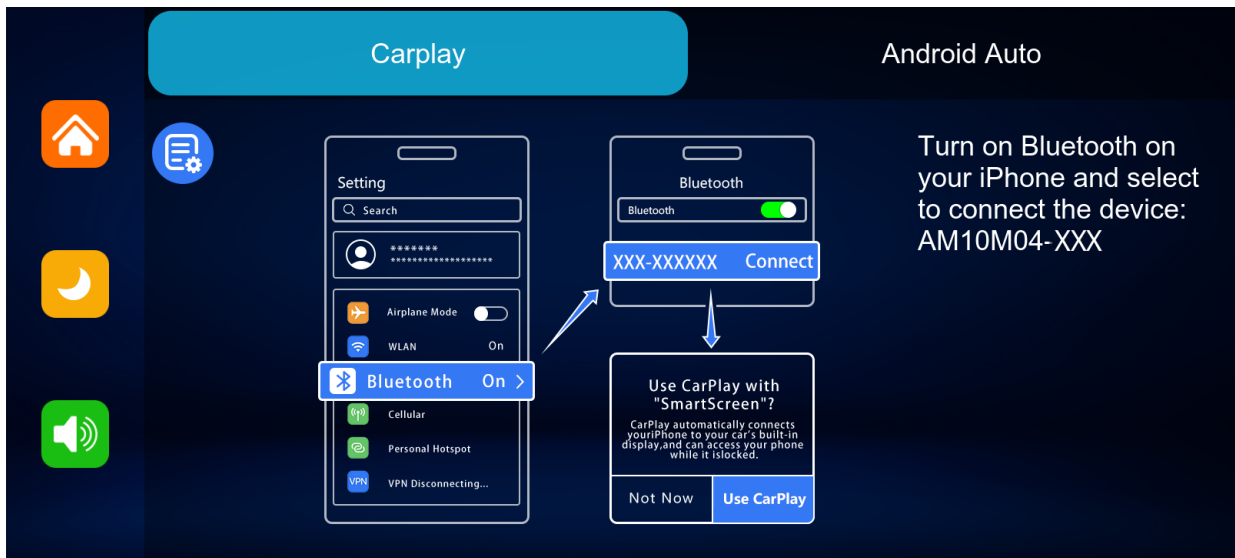 Carplay
Android Auto
Setting
Search
*******
*******************
Airplane Mode
WLAN On
Bluetooth On >
Cellular
Personal Hotspot
VPN VPN Disconnecting...
Bluetooth
Bluetooth
XXX-XXXXXX Connect
Use CarPlay with
"SmartScreen"?
CarPlay automatically connects
youriPhone to your car's built-in
display,and can access your phone
while it islocked.
Not Now Use CarPlay
Turn on Bluetooth on
your iPhone and select
to connect the device:
AM10M04-XXX